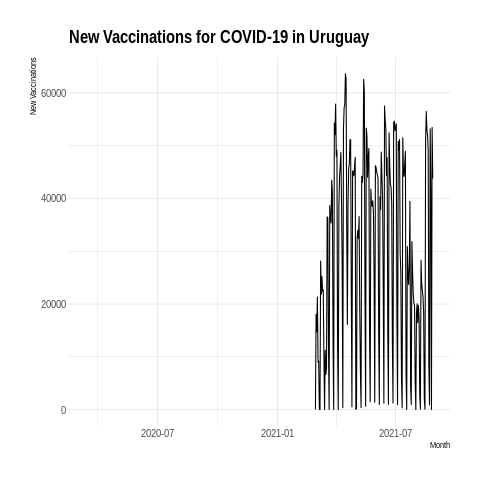 New Vaccinations for COVID-19 in Uruguay
New Vaccinations
60000
40000
20000
0
2020-07
2021-01
2021-07
Month